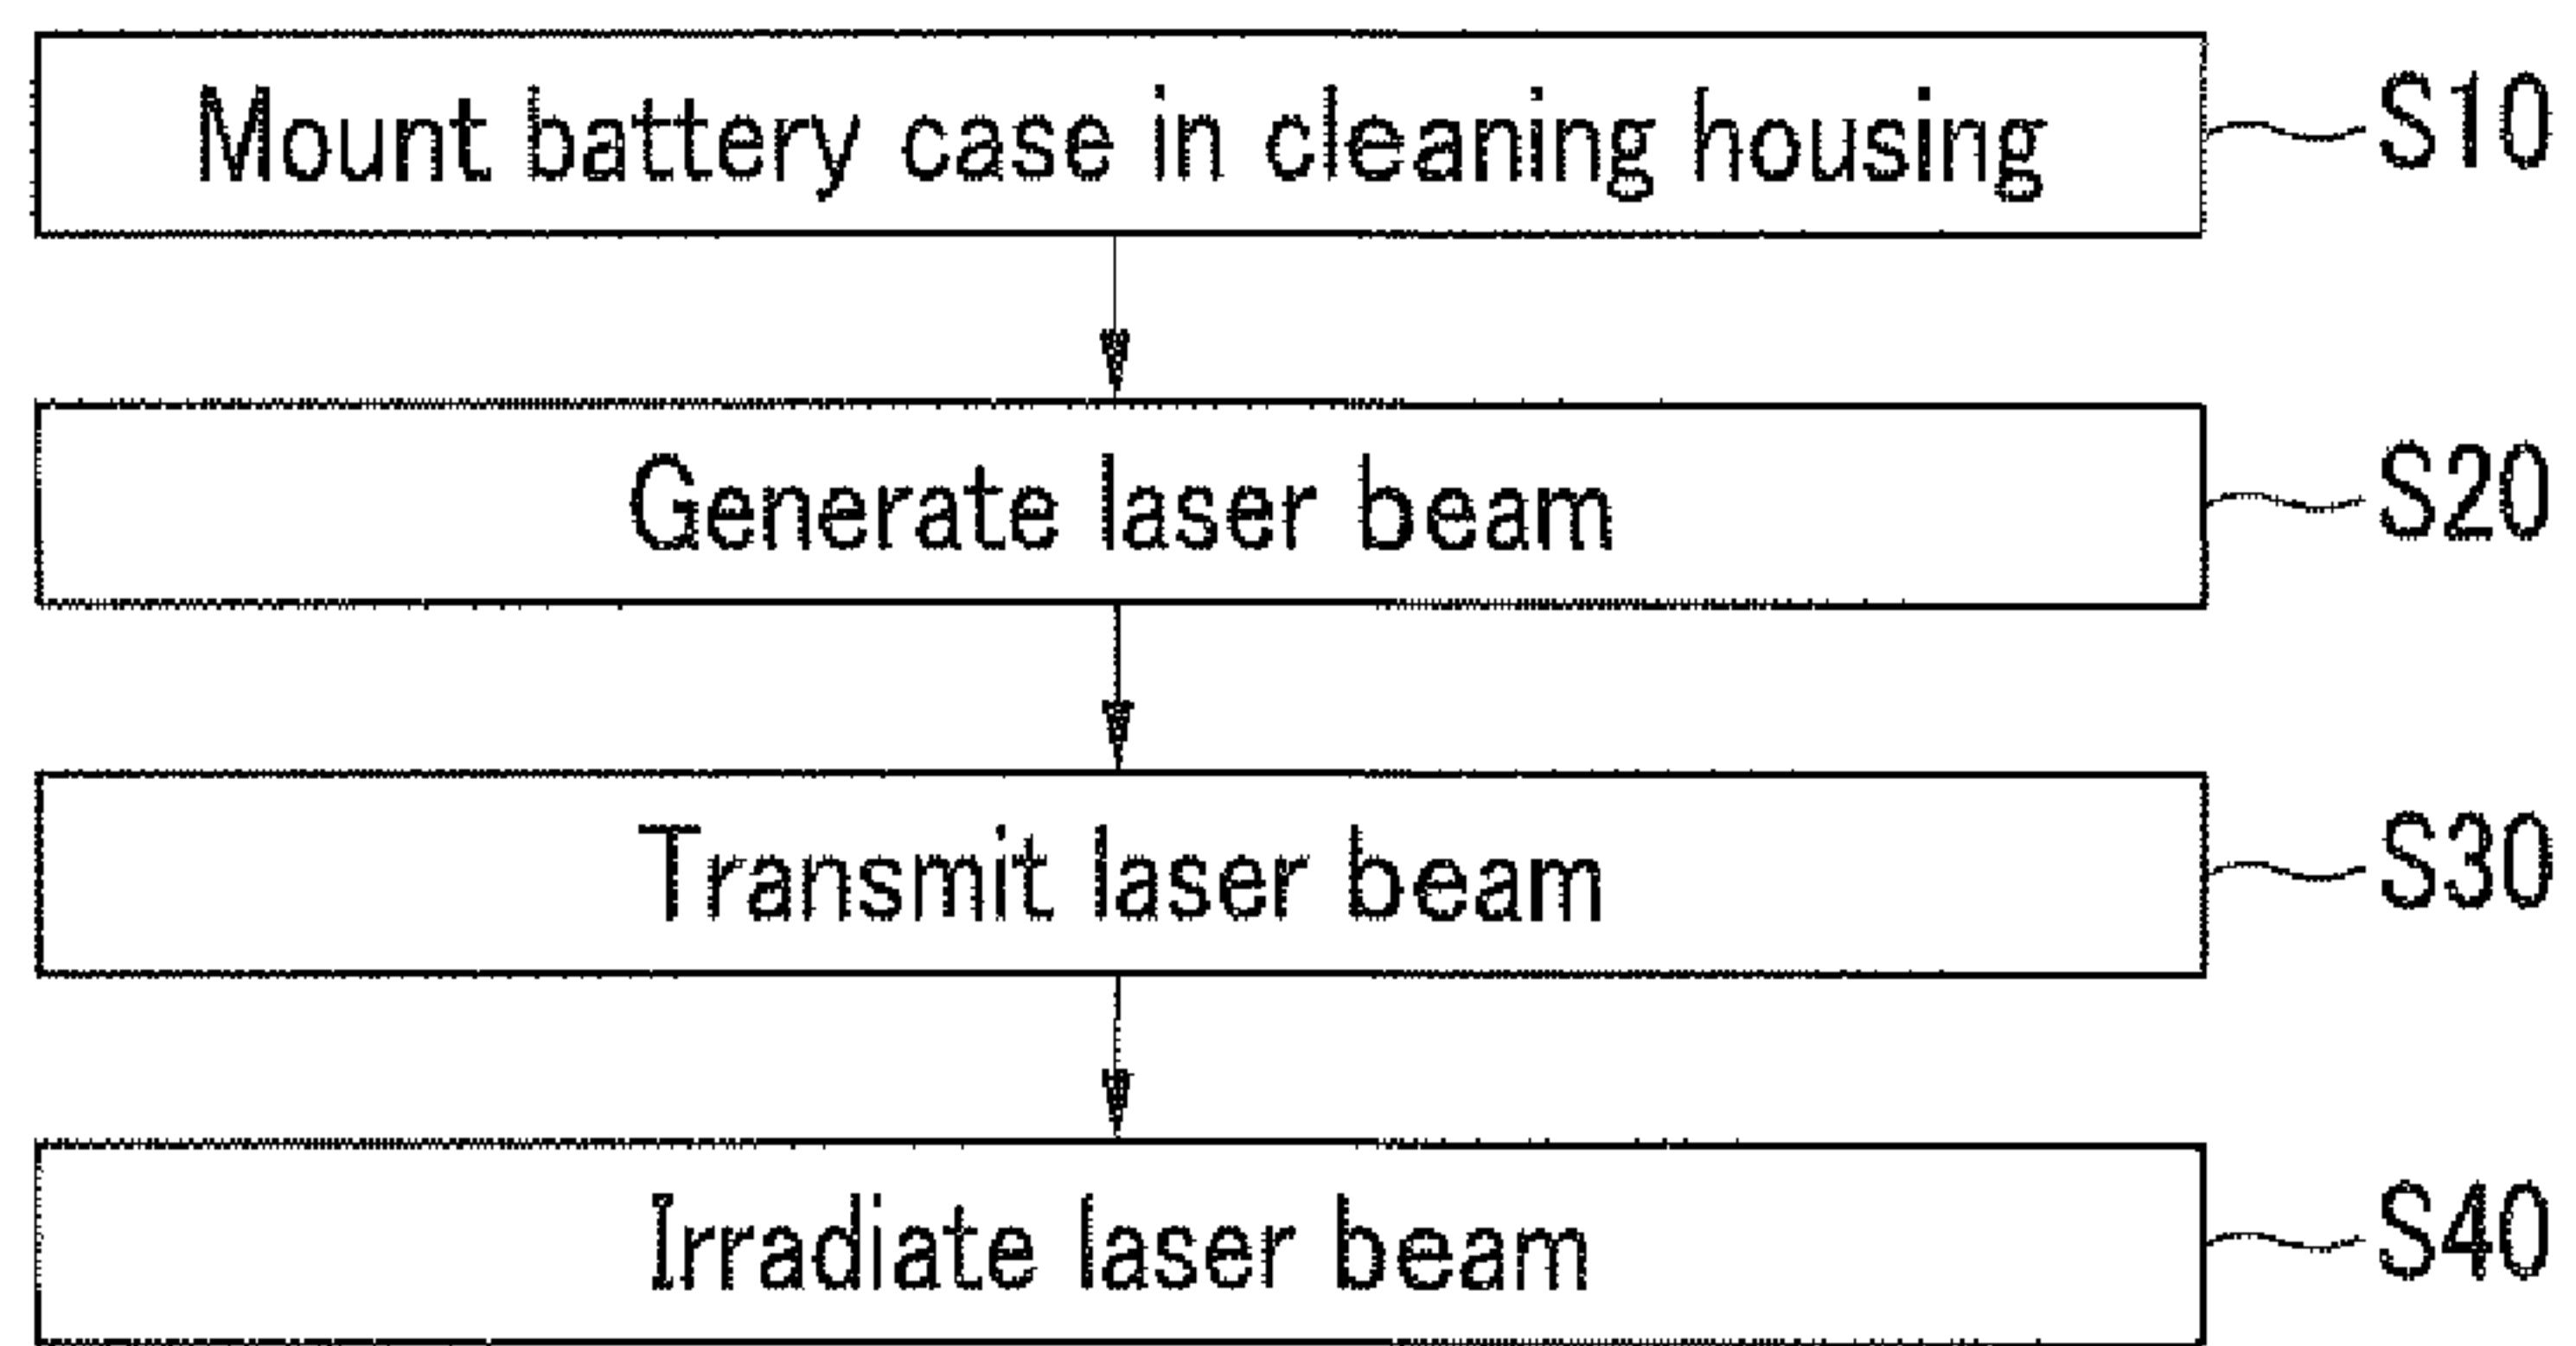 Mount battery case in cleaning housing S10
Generate laser beam S20
Transmit laser beam S30
Irradiate laser beam S40